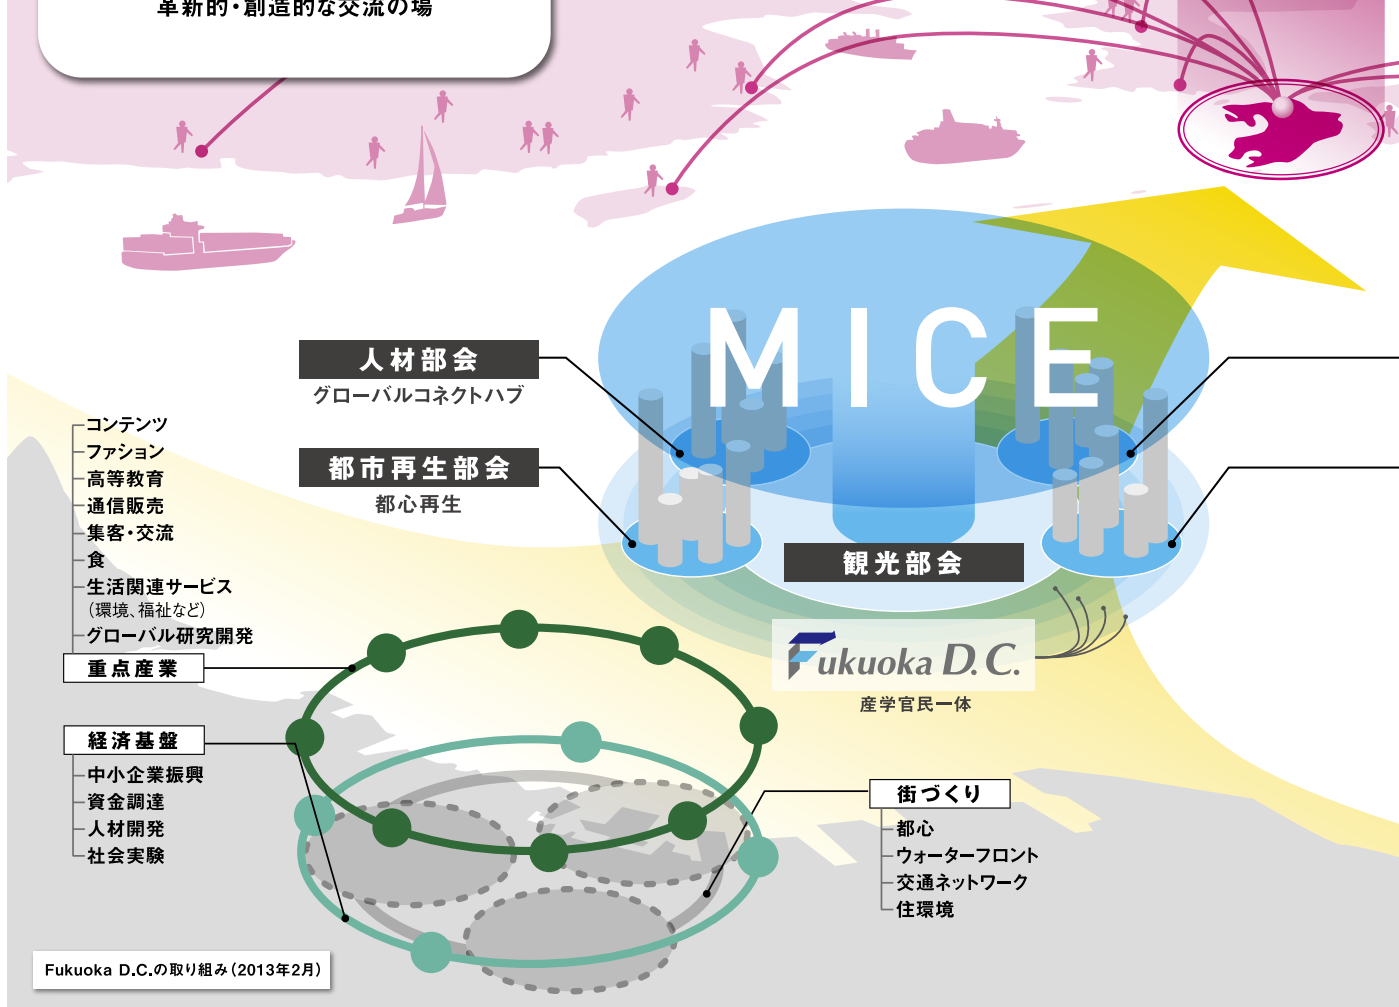 革新的・創造的な交流の場
MICE
人材部会
グローバルコネクトハブ
都市再生部会
都心再生
観光部会
Fukuoka D.C.
産学官民一体
コンテンツ
ファション
高等教育
通信販売
集客・交流
食
生活関連サービス
（環境、福祉など）
グローバル研究開発
重点産業
経済基盤
中小企業振興
資金調達
人材開発
社会実験
街づくり
都心
ウォーターフロント
交通ネットワーク
住環境
Fukuoka D.C.の取り組み（2013年2月）